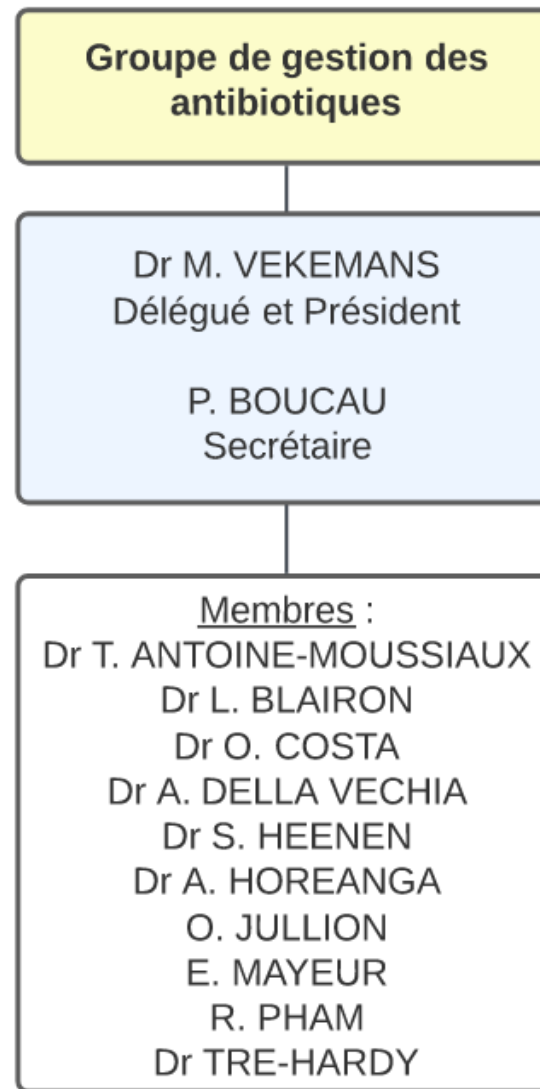 Groupe de gestion des
antibiotiques
Dr M. VEKEMANS
Délégué et Président
P. BOUCAU
Secrétaire
Membres :
Dr T. ANTOINE-MOUSSIAUX
Dr L. BLAIRON
Dr O. COSTA
Dr A. DELLA VECHIA
Dr S. HEENEN
Dr A. HOREANGA
O. JULLION
E. MAYEUR
R. PHAM
Dr TRE-HARDY